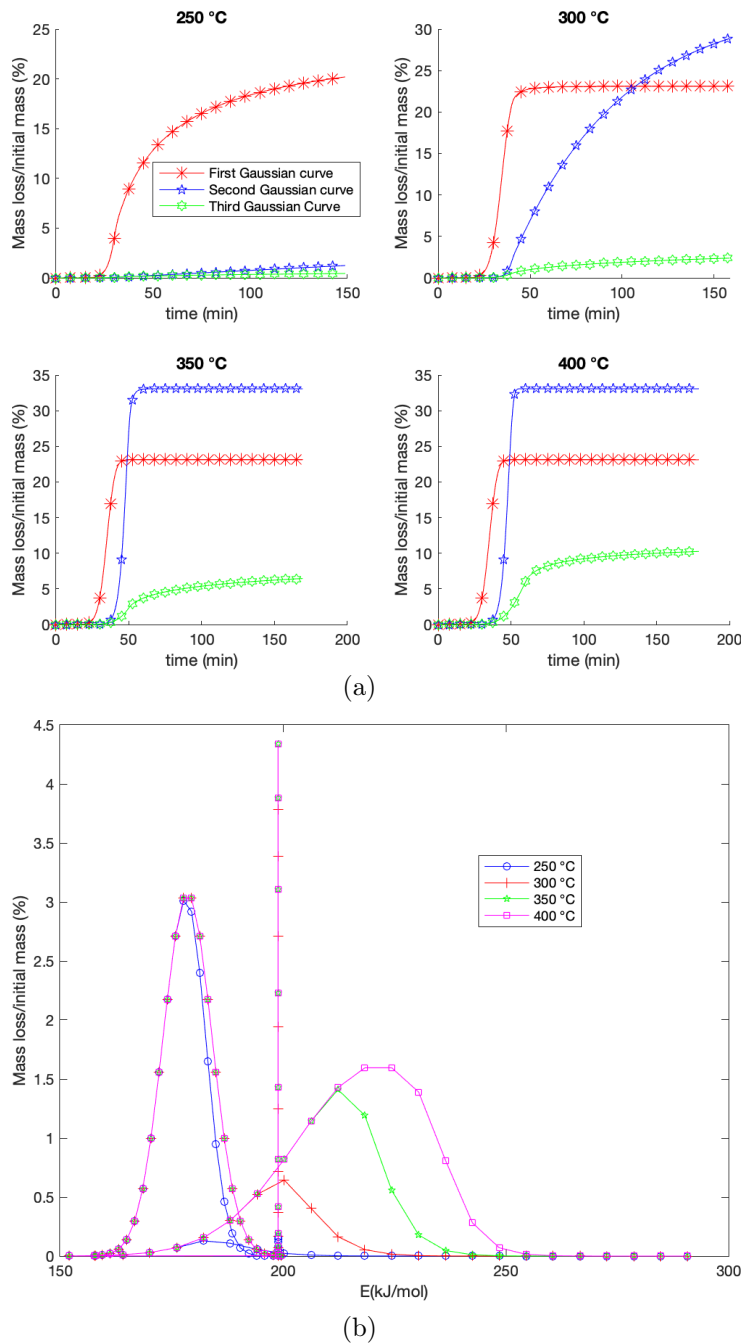 250 °C
Mass loss/initial mass (%)
25
20
15
10
5
0
First Gaussian curve
Second Gaussian curve
Third Gaussian Curve
0 50 100 150
time (min)
300 °C
Mass loss/initial mass (%)
30
25
20
15
10
5
0
0 50 100 150
time (min)
350 °C
Mass loss/initial mass (%)
35
30
25
20
15
10
5
0
0 50 100 150 200
time (min)
400 °C
Mass loss/initial mass (%)
35
30
25
20
15
10
5
0
0 50 100 150 200
time (min)
(a)
Mass loss/initial mass (%)
4.5
4
3.5
3
2.5
2
1.5
1
0.5
0
250 °C
300 °C
350 °C
400 °C
150 200 250 300
E(kJ/mol)
(b)